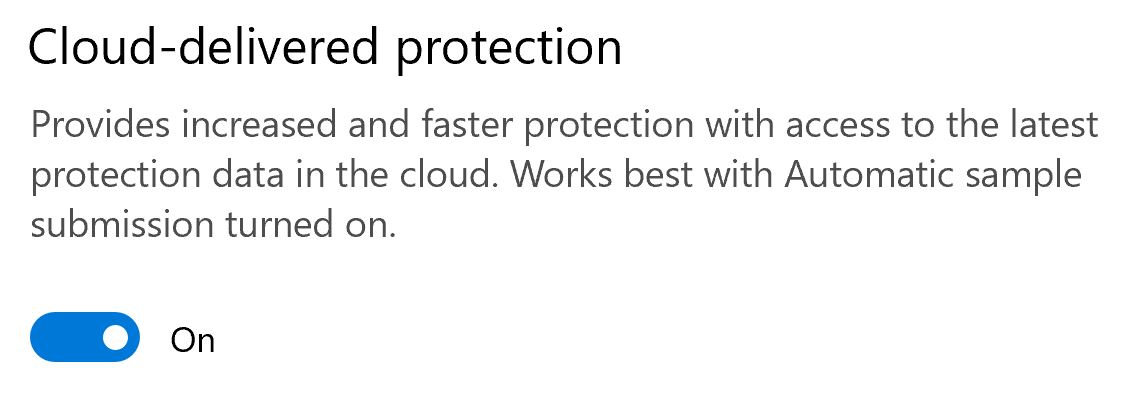 Cloud-delivered protection
Provides increased and faster protection with access to the latest
protection data in the cloud. Works best with Automatic sample
submission turned on.
On